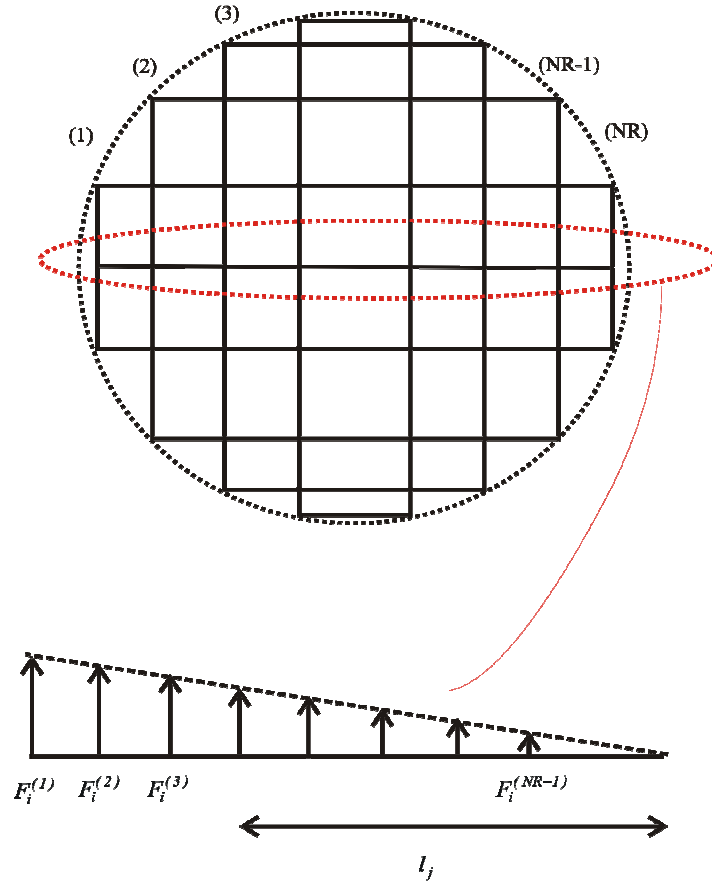 (3)
(2)
(NR-1)
(1)
(NR)
F_i^{(1)} F_i^{(2)} F_i^{(3)} F_i^{(NR-1)}
l_j